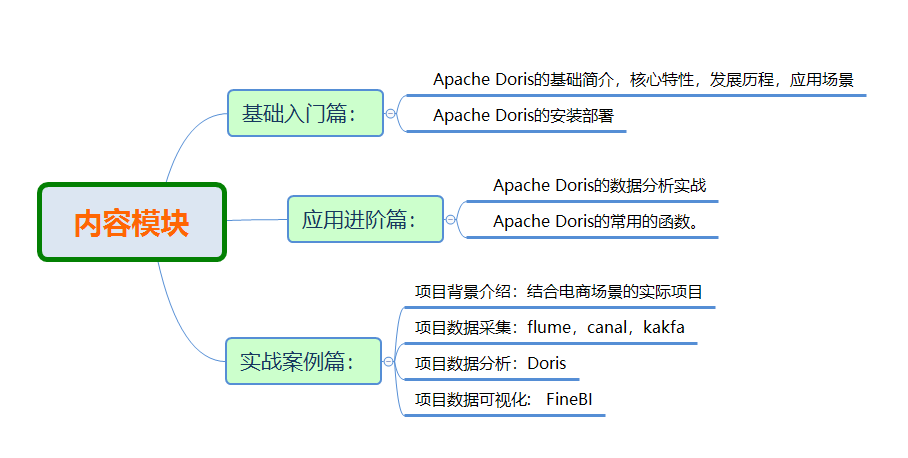 内容模块
基础入门篇：
Apache Doris的基础简介，核心特性，发展历程，应用场景
Apache Doris的安装部署
应用进阶篇：
Apache Doris的数据分析实战
Apache Doris的常用的函数。
实战案例篇：
项目背景介绍：结合电商场景的实际项目
项目数据采集：flume，canal，kakfa
项目数据分析：Doris
项目数据可视化： FineBI